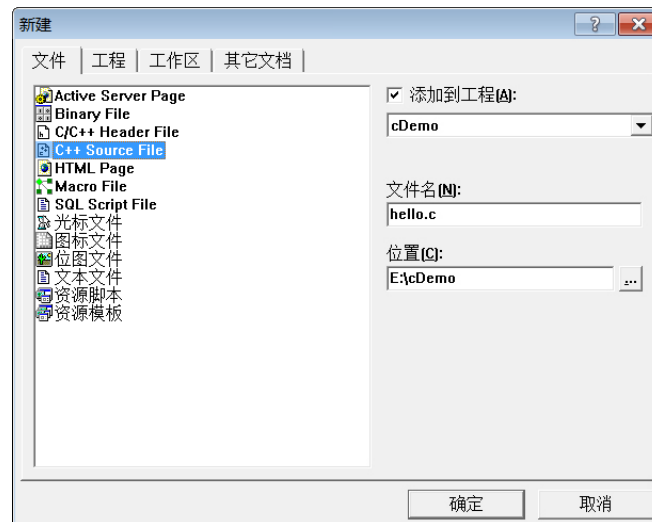 新建
文件 工程 工作区 其它文档
Active Server Page
Binary File
C/C++ Header File
C++ Source File
HTML Page
Macro File
SQL Script File
光标文件
图标文件
位图文件
文本文件
资源脚本
资源模板
添加到工程(A):
cDemo
文件名(N):
hello.c
位置(C):
E:\cDemo
...
确定 取消